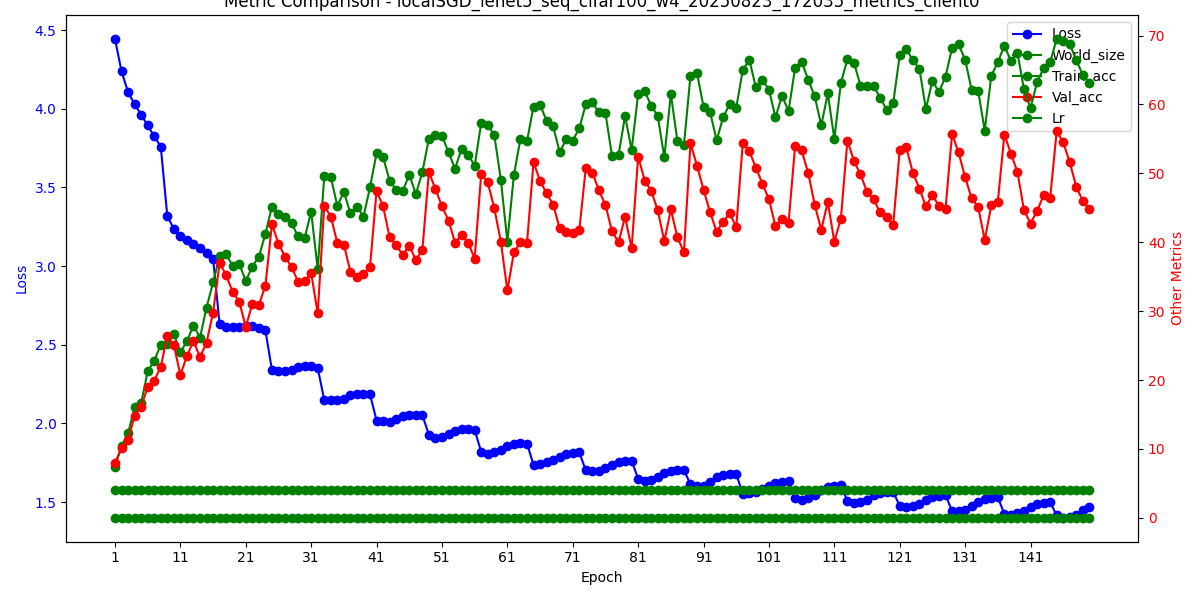 Metric Comparison - localSGD_lenet5_seq_cifar100_w4_20250823_172035_metrics_client0
4.5
4.0
3.5
3.0
2.5
2.0
1.5
Loss
70
60
50
40
30
20
10
0
Other Metrics
Loss
World_size
Train_acc
Val_acc
Lr
1 11 21 31 41 51 61 71 81 91 101 111 121 131 141
Epoch